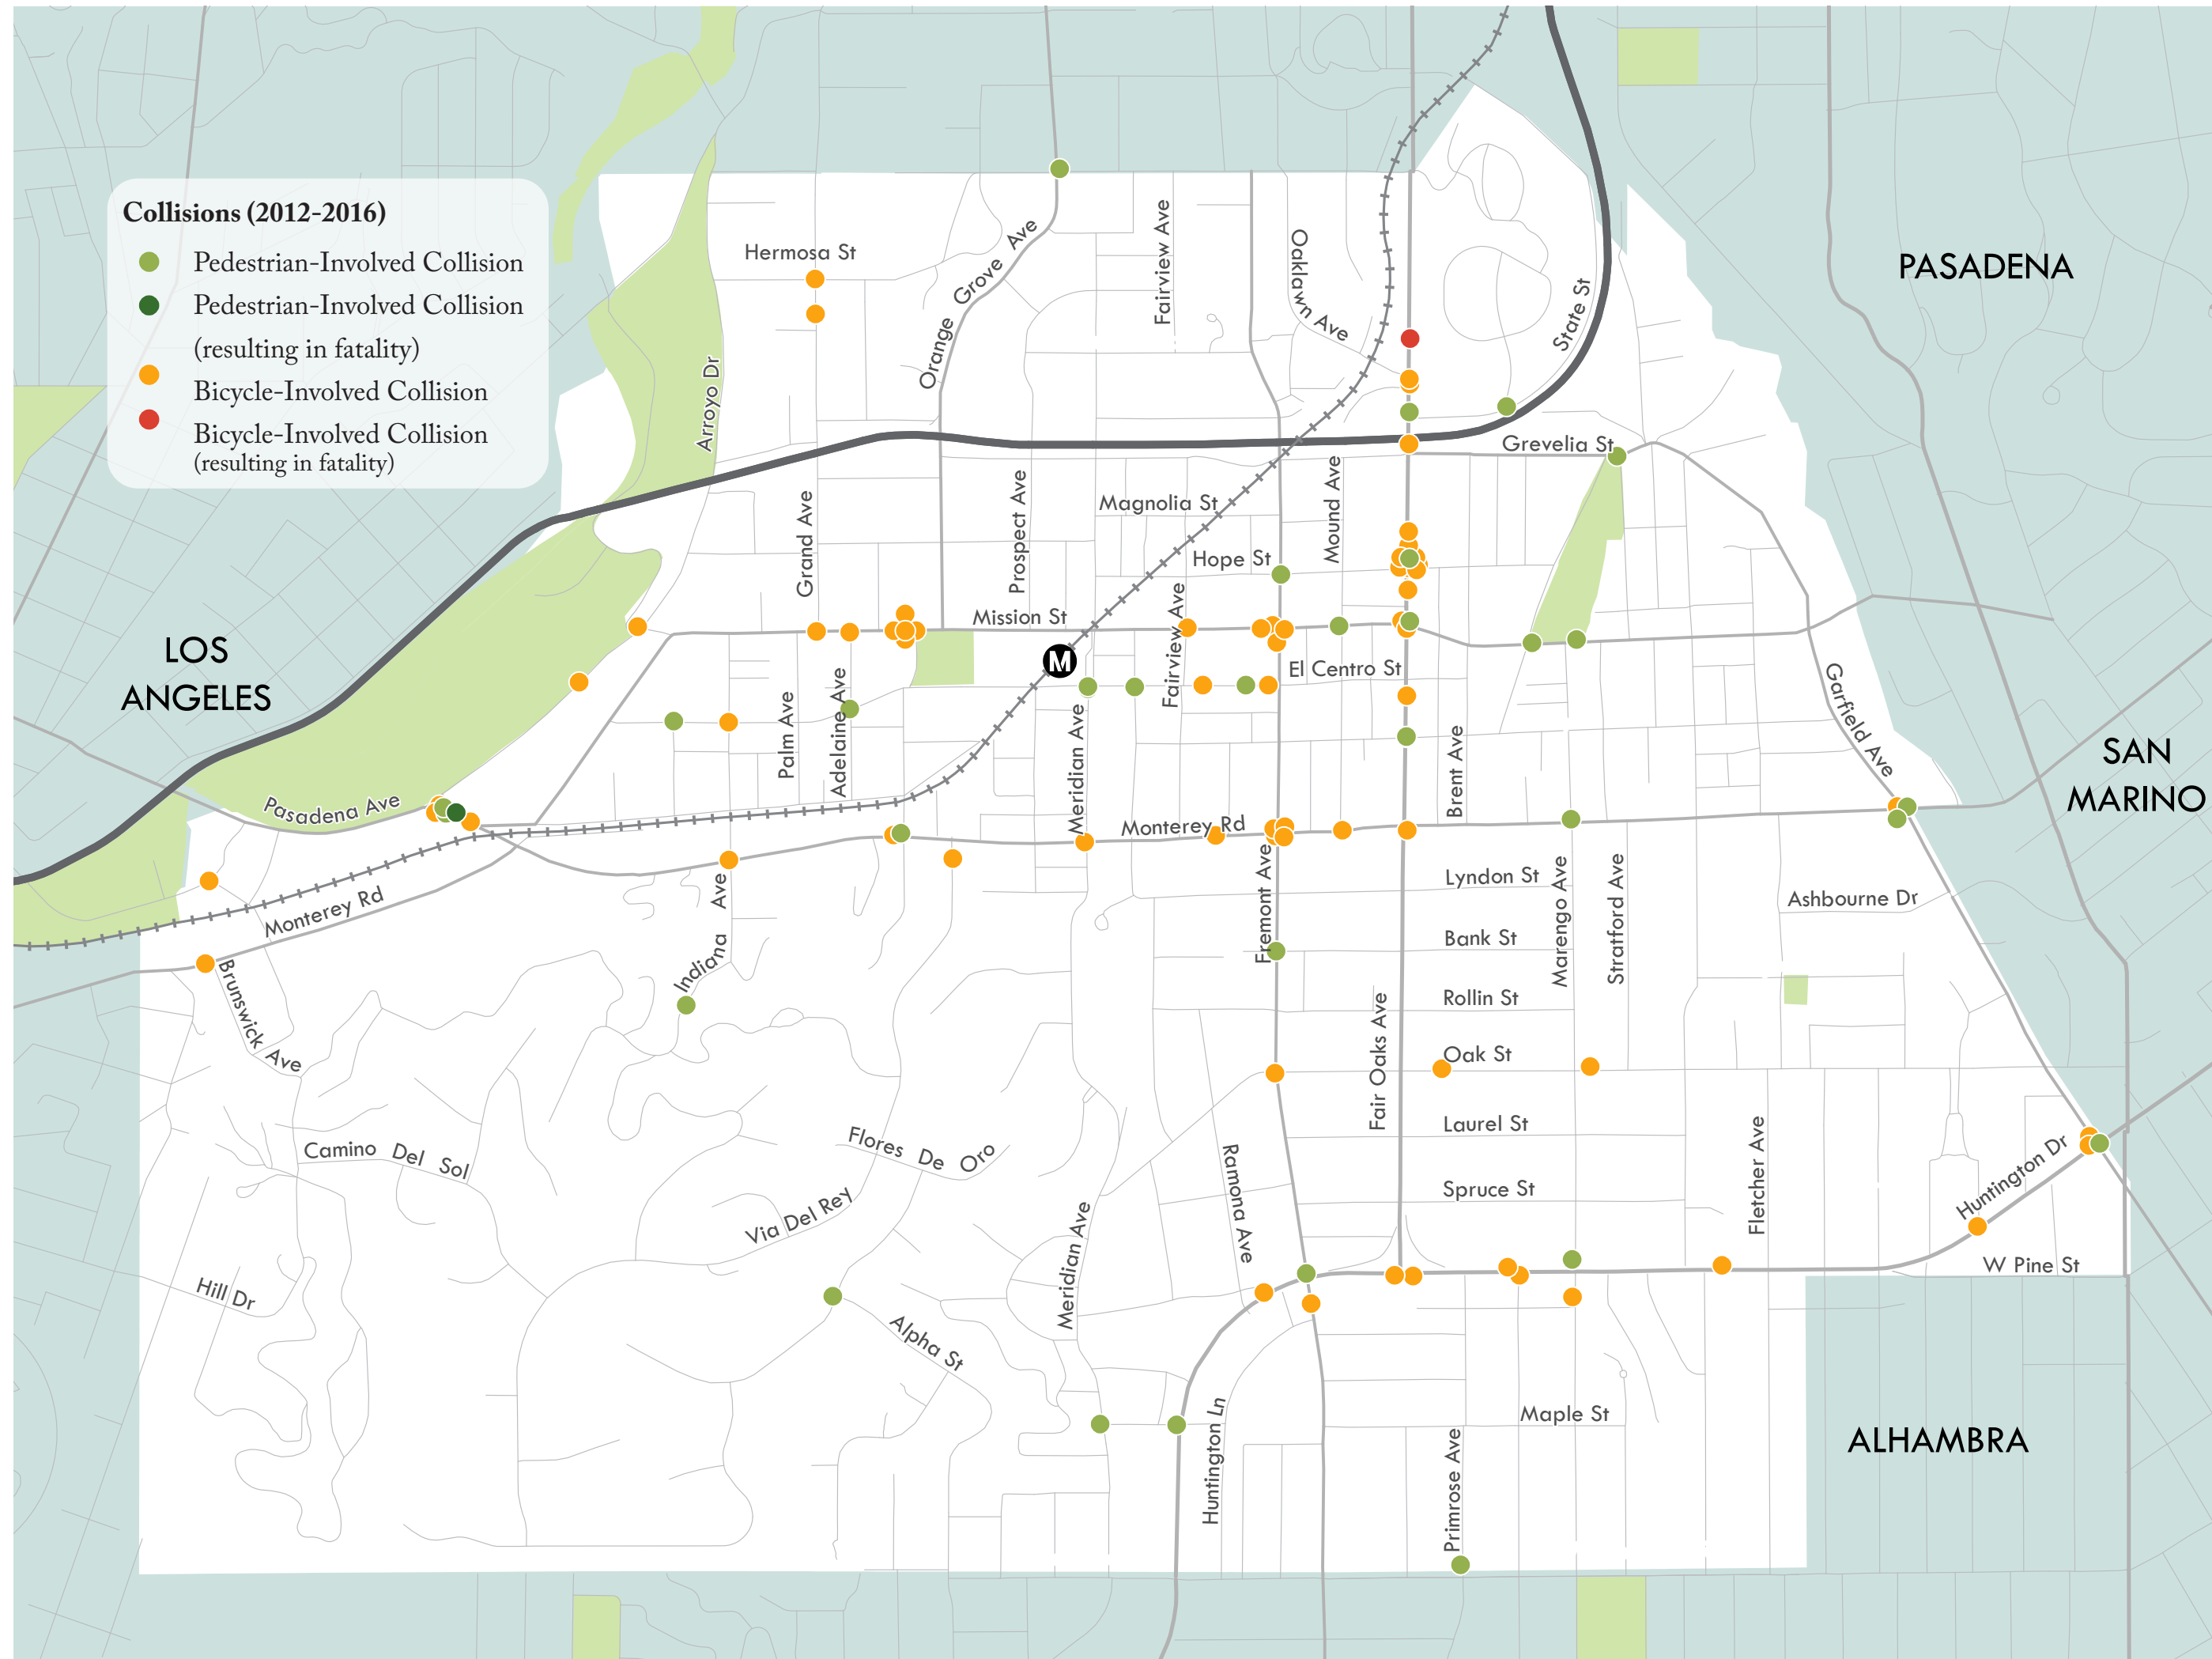 Collisions (2012-2016)
Pedestrian-Involved Collision
Pedestrian-Involved Collision
(resulting in fatality)
Bicycle-Involved Collision
Bicycle-Involved Collision
(resulting in fatality)
PASADENA
LOS
ANGELES
SAN
MARINO
ALHAMBRA
Hermosa St
Orange Grove Ave
Fairview Ave
Oaklawn Ave
State St
Arroyo Dr
Grevelia St
Grand Ave
Prospect Ave
Magnolia St
Mound Ave
Hope St
Mission St
Fairview Ave
M
El Centro St
Palm Ave
Adelaine Ave
Meridian Ave
Brent Ave
Garfield Ave
Pasadena Ave
Monterey Rd
Monterey Rd
Fremont Ave
Lyndon St
Marengo Ave
Stratford Ave
Ashbourne Dr
Indiana Ave
Bank St
Brunswick Ave
Rollin St
Fair Oaks Ave
Oak St
Camino Del Sol
Flores De Oro
Laurel St
Ramona Ave
Fletcher Ave
Huntington Dr
Via Del Rey
Spruce St
Meridian Ave
W Pine St
Hill Dr
Alpha St
Huntington Ln
Maple St
Primrose Ave